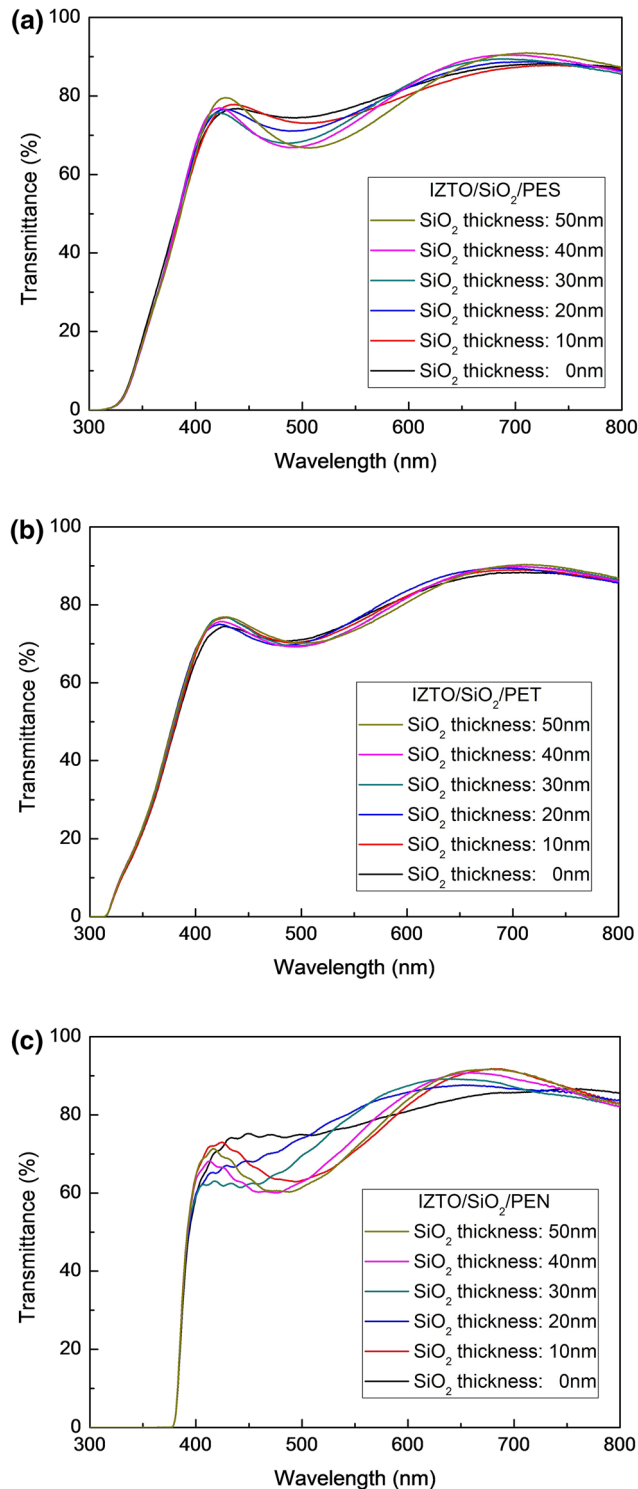 (a)
100
80
60
40
20
0
Transmittance (%)
IZTO/SiO₂/PES
SiO₂ thickness: 50nm
SiO₂ thickness: 40nm
SiO₂ thickness: 30nm
SiO₂ thickness: 20nm
SiO₂ thickness: 10nm
SiO₂ thickness: 0nm
300 400 500 600 700 800
Wavelength (nm)
(b)
100
80
60
40
20
0
Transmittance (%)
IZTO/SiO₂/PET
SiO₂ thickness: 50nm
SiO₂ thickness: 40nm
SiO₂ thickness: 30nm
SiO₂ thickness: 20nm
SiO₂ thickness: 10nm
SiO₂ thickness: 0nm
300 400 500 600 700 800
Wavelength (nm)
(c)
100
80
60
40
20
0
Transmittance (%)
IZTO/SiO₂/PEN
SiO₂ thickness: 50nm
SiO₂ thickness: 40nm
SiO₂ thickness: 30nm
SiO₂ thickness: 20nm
SiO₂ thickness: 10nm
SiO₂ thickness: 0nm
300 400 500 600 700 800
Wavelength (nm)